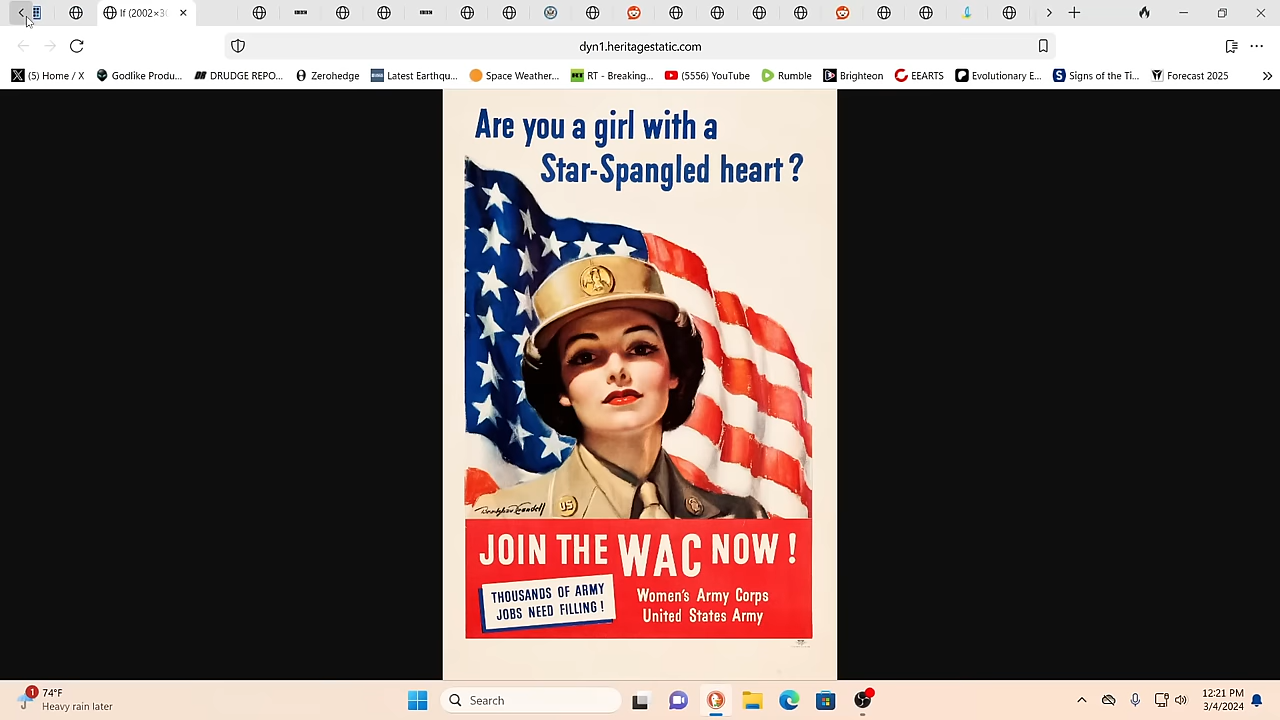 If (2002×30
dyn1.heritagestatic.com
(5) Home / X
Godlike Produ...
DRUDGE REPO...
Zerohedge
Latest Earthqu...
Space Weather...
RT - Breaking...
(5556) YouTube
Rumble
Brighteon
EEARTS
Evolutionary E...
Signs of the Ti...
Forecast 2025
Are you a girl with a
Star-Spangled heart?
US
JOIN THE WAC NOW!
THOUSANDS OF ARMY
JOBS NEED FILLING!
Women's Army Corps
United States Army
1
74°F
Heavy rain later
Search
12:21 PM
3/4/2024